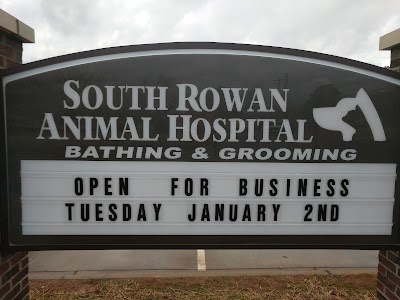 SOUTH ROWAN
ANIMAL HOSPITAL
BATHING & GROOMING
OPEN FOR BUSINESS
TUESDAY JANUARY 2ND